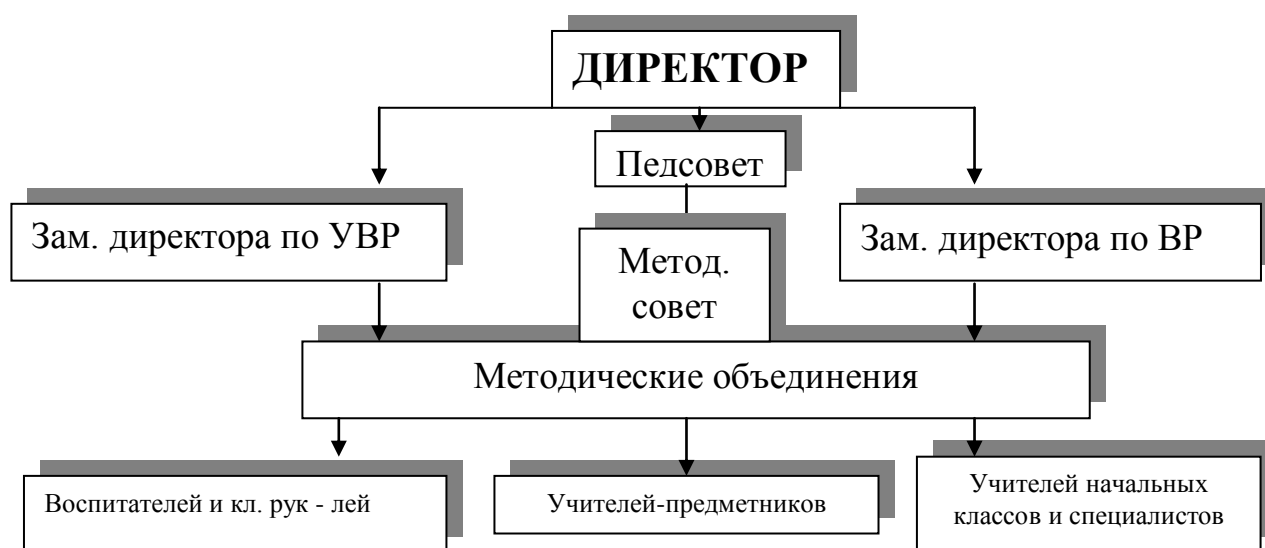 ДИРЕКТОР
Педсовет
Зам. директора по УВР
Метод.
совет
Зам. директора по ВР
Методические объединения
Воспитателей и кл. рук - лей
Учителей-предметников
Учителей начальных
классов и специалистов